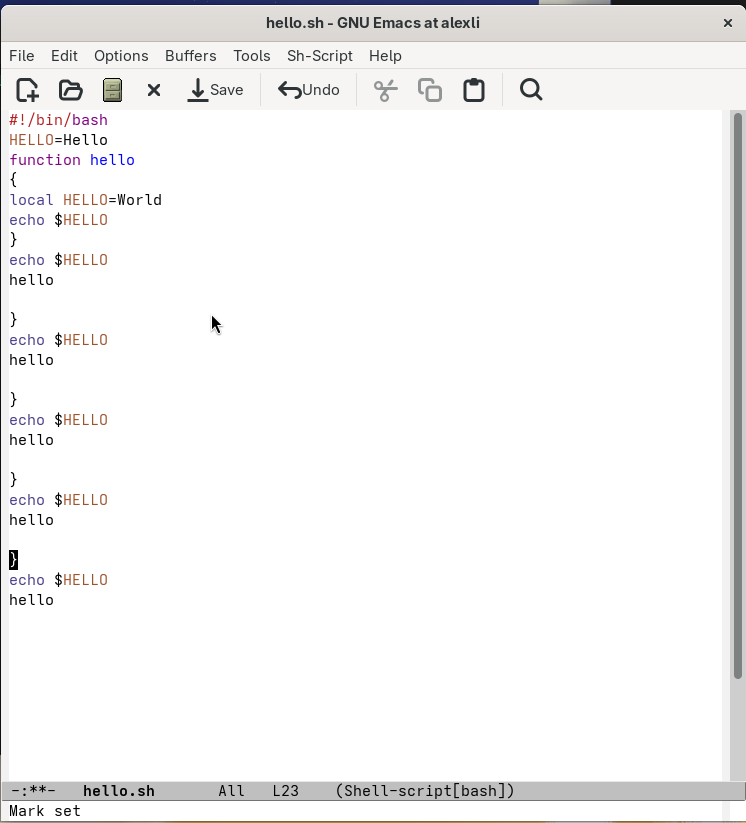 hello.sh - GNU Emacs at alexli
×
File Edit Options Buffers Tools Sh-Script Help
Save Undo
#!/bin/bash
HELLO=Hello
function hello
{
local HELLO=World
echo $HELLO
}
echo $HELLO
hello
}
echo $HELLO
hello
}
echo $HELLO
hello
}
echo $HELLO
hello
}
echo $HELLO
hello
-:**-   hello.sh       All   L23    (Shell-script[bash])
Mark set